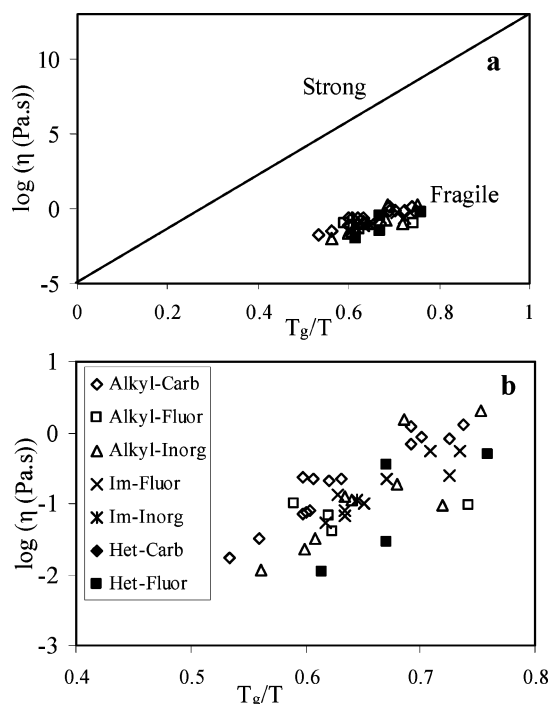 a
10
5
0
-5
log (η (Pa.s))
Strong
Fragile
0 0.2 0.4 0.6 0.8 1
Tg/T
b
1
0
-1
-2
-3
log (η (Pa.s))
Alkyl-Carb
Alkyl-Fluor
Alkyl-Inorg
Im-Fluor
Im-Inorg
Het-Carb
Het-Fluor
0.4 0.5 0.6 0.7 0.8
Tg/T